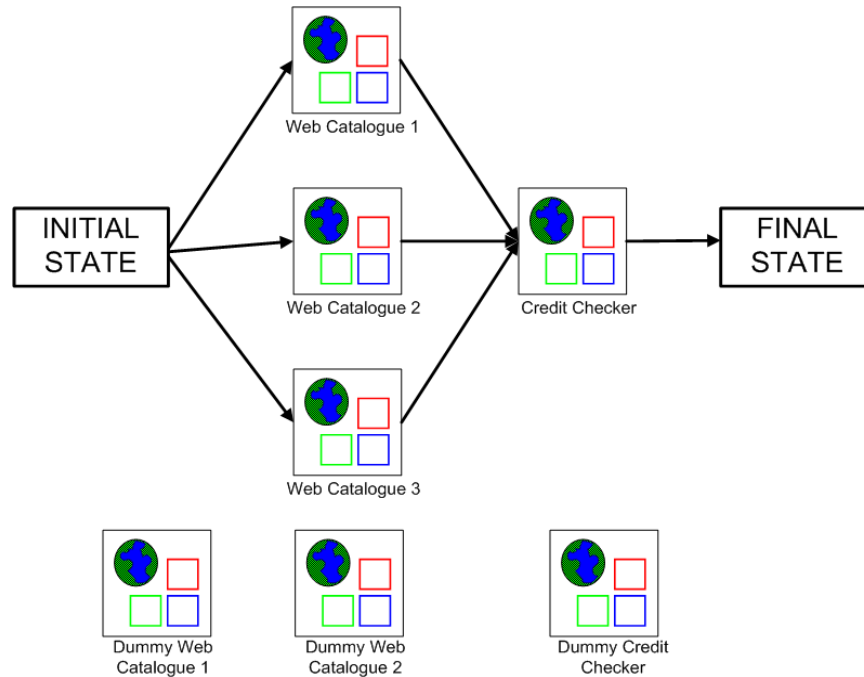 Web Catalogue 1
INITIAL
STATE
Web Catalogue 2
Credit Checker
FINAL
STATE
Web Catalogue 3
Dummy Web
Catalogue 1
Dummy Web
Catalogue 2
Dummy Credit
Checker